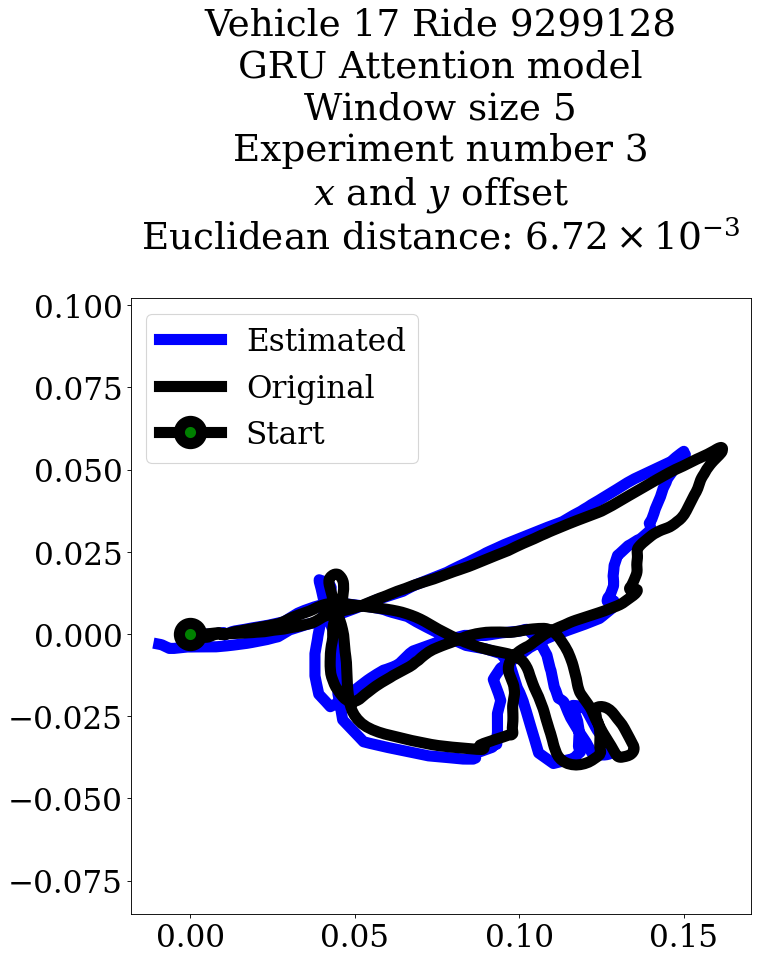 Vehicle 17 Ride 9299128
GRU Attention model
Window size 5
Experiment number 3
x and y offset
Euclidean distance: 6.72 × 10⁻³
Estimated
Original
Start
0.100
0.075
0.050
0.025
0.000
−0.025
−0.050
−0.075
0.00 0.05 0.10 0.15